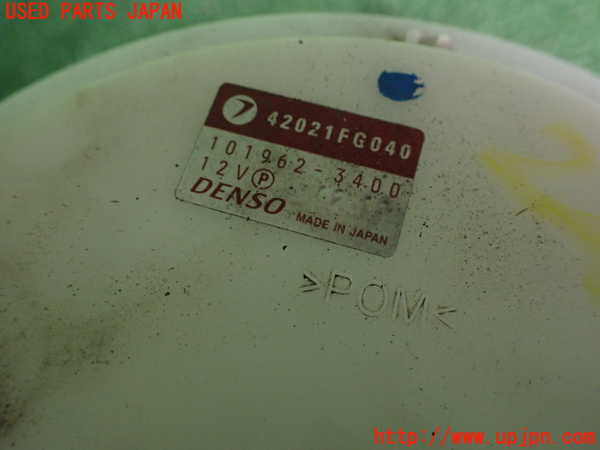 USED PARTS JAPAN
42021FG040
101962-3400
12V P
DENSO MADE IN JAPAN
>POM<
http://www.upjpn.com/